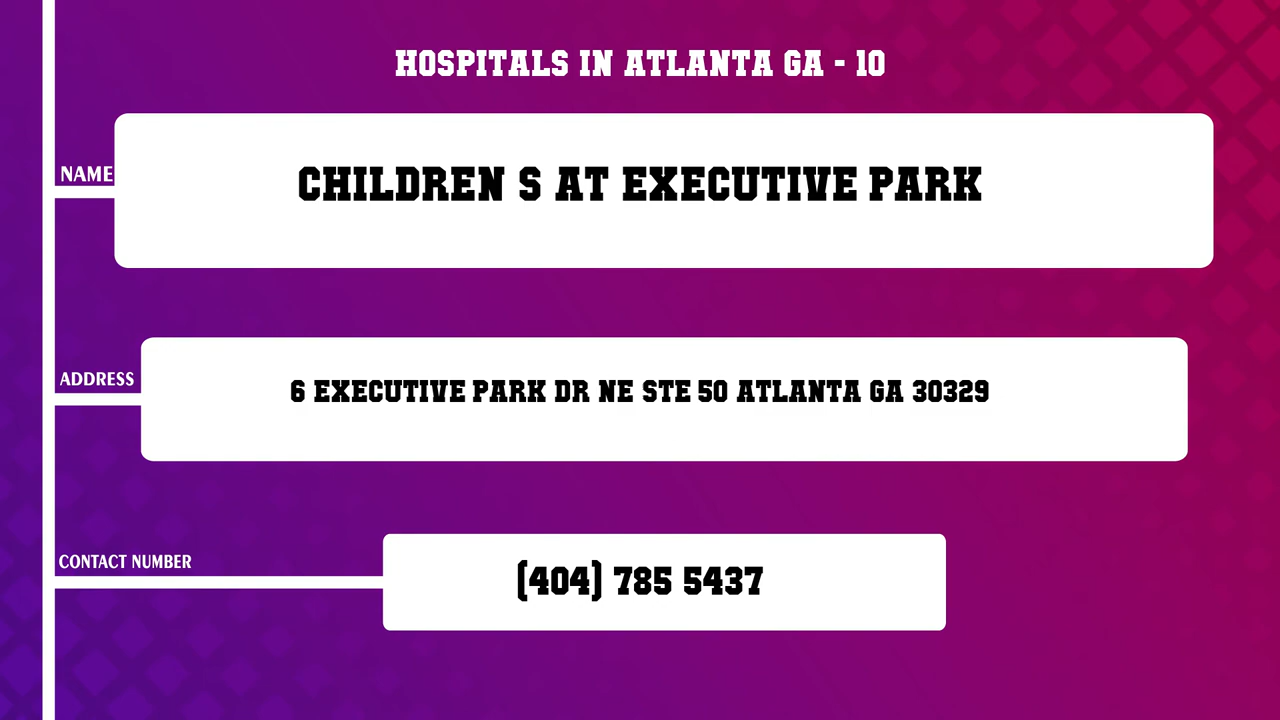 HOSPITALS IN ATLANTA GA - 10
NAME
CHILDREN S AT EXECUTIVE PARK
ADDRESS
6 EXECUTIVE PARK DR NE STE 50 ATLANTA GA 30329
CONTACT NUMBER
(404) 785 5437